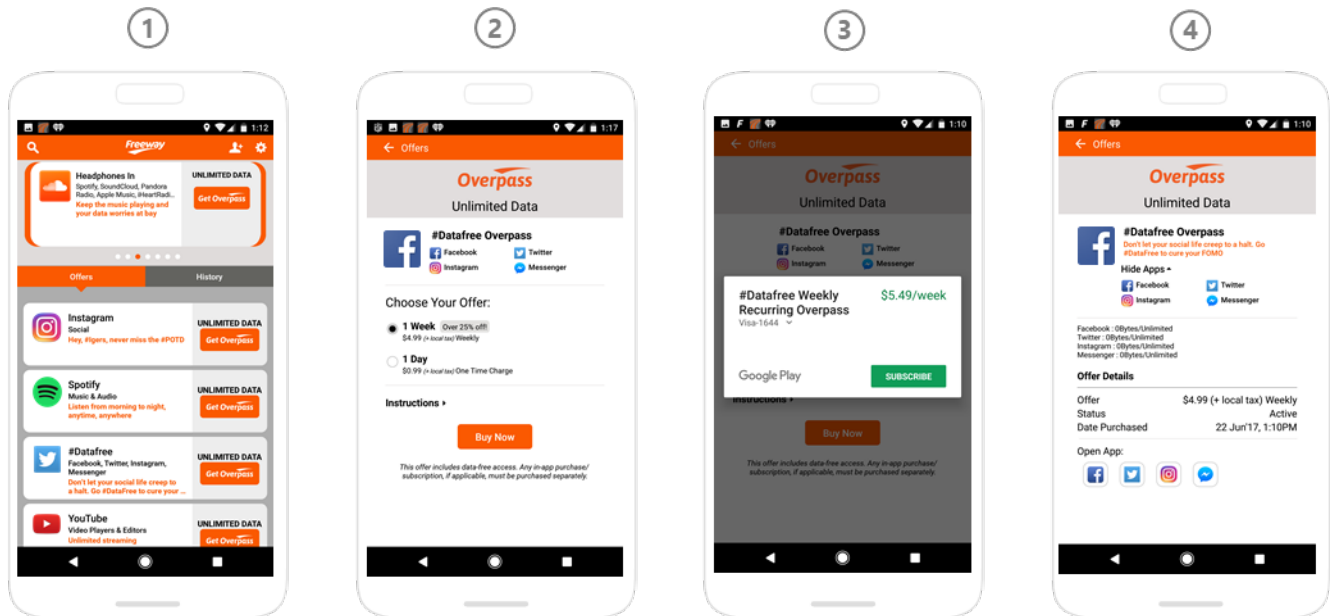 1
2
3
4
1:12
Freeway
Headphones In
Spotify, SoundCloud, Pandora
Radio, Apple Music, iHeartRadi...
Keep the music playing and
your data worries at bay
UNLIMITED DATA
Get Overpass
Offers
History
Instagram
Social
Hey, #Igers, never miss the #POTD
UNLIMITED DATA
Get Overpass
Spotify
Music & Audio
Listen from morning to night,
anytime, anywhere
UNLIMITED DATA
Get Overpass
#Datafree
Facebook, Twitter, Instagram,
Messenger
Don't let your social life creep to
a halt. Go #DataFree to cure your ...
UNLIMITED DATA
Get Overpass
YouTube
Video Players & Editors
Unlimited streaming
UNLIMITED DATA
Get Overpass
1:17
Offers
Overpass
Unlimited Data
#Datafree Overpass
Facebook
Twitter
Instagram
Messenger
Choose Your Offer:
1 Week Over 25% off!
$4.99 (+ local tax) Weekly
1 Day
$0.99 (+ local tax) One Time Charge
Instructions
Buy Now
This offer includes data-free access. Any in-app purchase/
subscription, if applicable, must be purchased separately.
F
1:10
Offers
Overpass
Unlimited Data
#Datafree Overpass
Facebook
Twitter
Instagram
Messenger
#Datafree Weekly
Recurring Overpass
$5.49/week
Visa-1644
Google Play
SUBSCRIBE
Instructions
Buy Now
This offer includes data-free access. Any in-app purchase/
subscription, if applicable, must be purchased separately.
F
1:10
Offers
Overpass
Unlimited Data
#Datafree Overpass
Don't let your social life creep to a halt. Go
#DataFree to cure your FOMO
Hide Apps
Facebook
Twitter
Instagram
Messenger
Facebook : 0Bytes/Unlimited
Twitter : 0Bytes/Unlimited
Instagram : 0Bytes/Unlimited
Messenger : 0Bytes/Unlimited
Offer Details
Offer $4.99 (+ local tax) Weekly
Status Active
Date Purchased 22 Jun'17, 1:10PM
Open App: